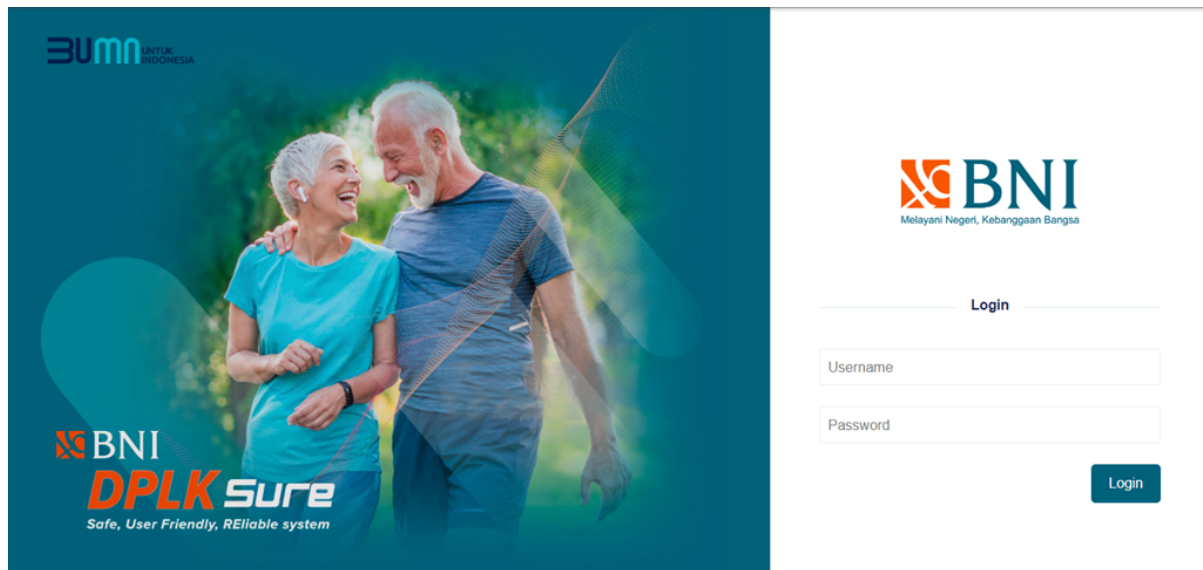 BUMN UNTUK
INDONESIA
BNI
DPLK Sure
Safe, User Friendly, REliable system
BNI
Melayani Negeri, Kebanggaan Bangsa
Login
Username
Password
Login